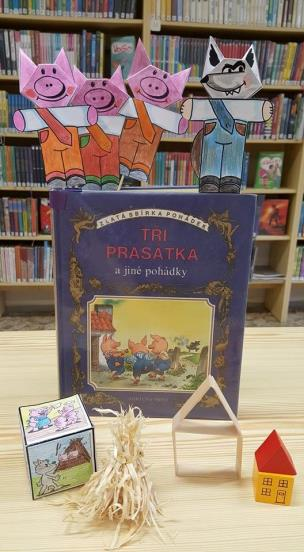 ZLATÁ SBÍRKA POHÁDEK
TŘI
PRASÁTKA
a jiné pohádky